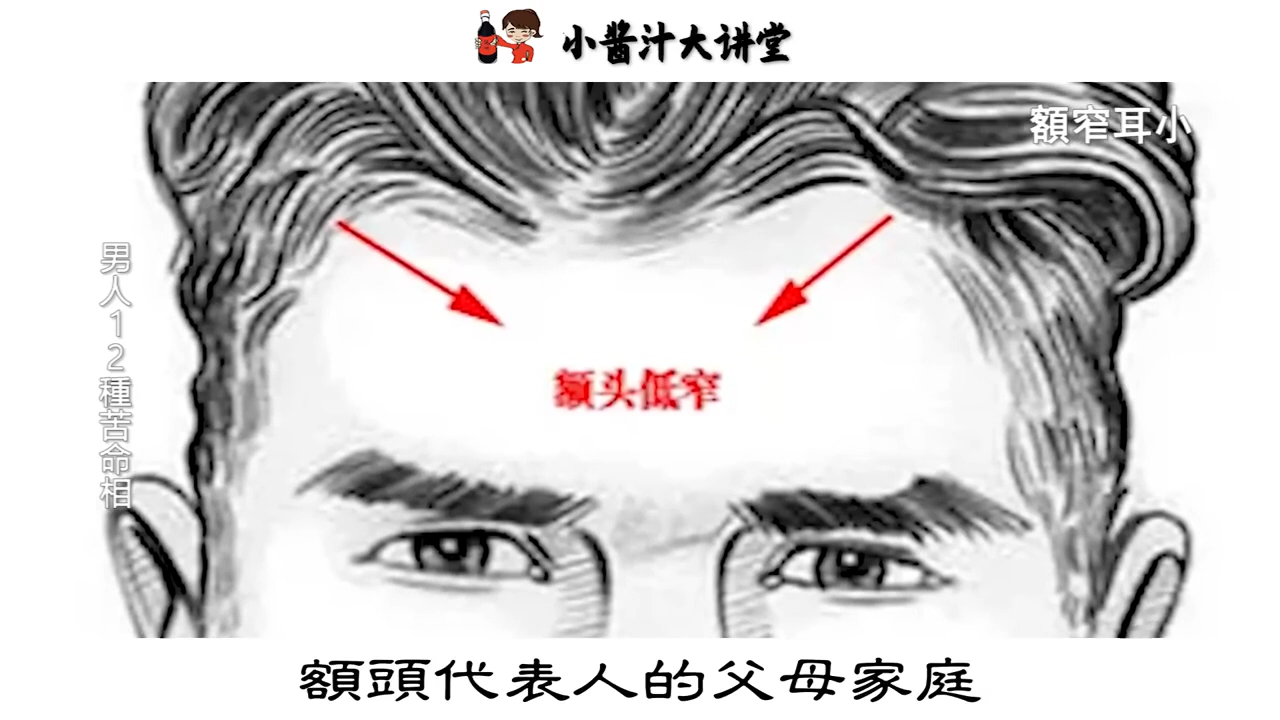 小酱汁大讲堂
額窄耳小
男人12種苦命相
额头低窄
額頭代表人的父母家庭